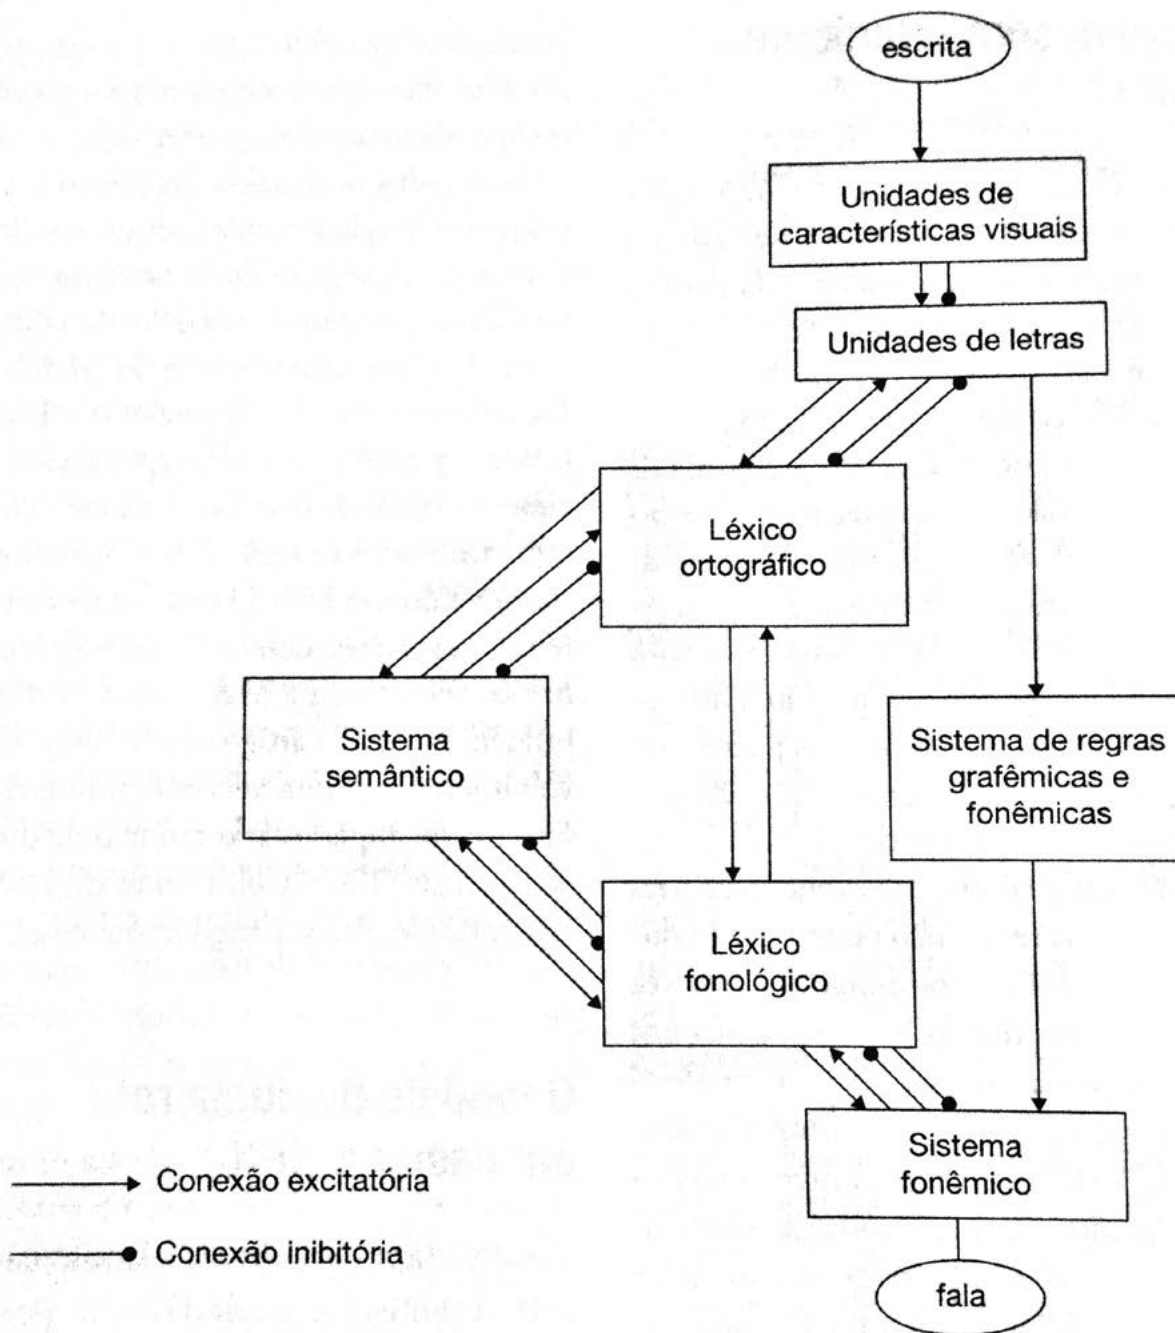 escrita
Unidades de
características visuais
Unidades de letras
Léxico
ortográfico
Sistema
semântico
Sistema de regras
grafêmicas e
fonêmicas
Léxico
fonológico
Sistema
fonêmico
Conexão excitatória
Conexão inibitória
fala